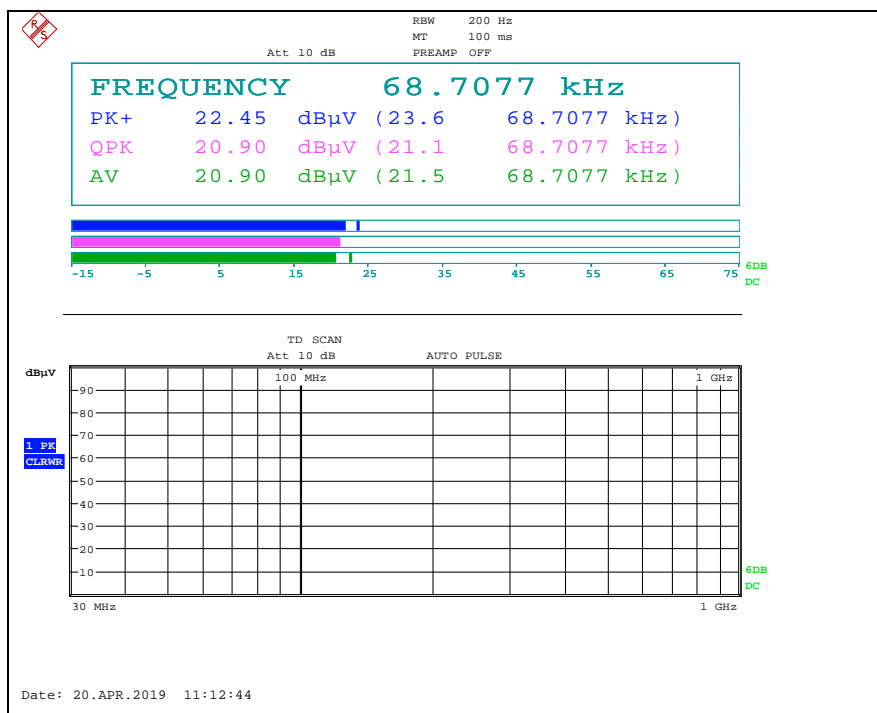 R S
RBW 200 Hz
MT 100 ms
Att 10 dB PREAMP OFF
FREQUENCY 68.7077 kHz
PK+ 22.45 dBµV (23.6 68.7077 kHz)
QPK 20.90 dBµV (21.1 68.7077 kHz)
AV 20.90 dBµV (21.5 68.7077 kHz)
-15 -5 5 15 25 35 45 55 65 75
6DB
DC
TD SCAN
Att 10 dB AUTO PULSE
dBµV
100 MHz 1 GHz
90
80
70
1 PK
60
CLRWR
50
40
30
20
10
6DB
DC
30 MHz 1 GHz
Date: 20.APR.2019 11:12:44